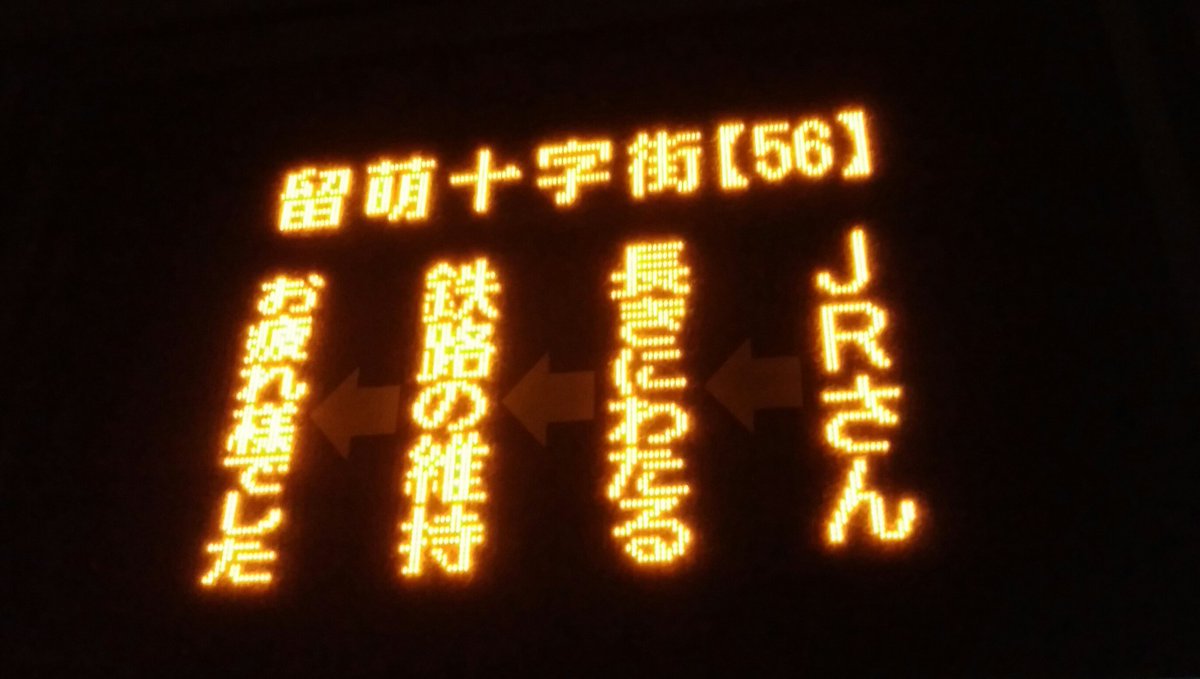 留萌十字街【56】
JRさん
長きにわたる
鉄路の維持
お疲れ様でした